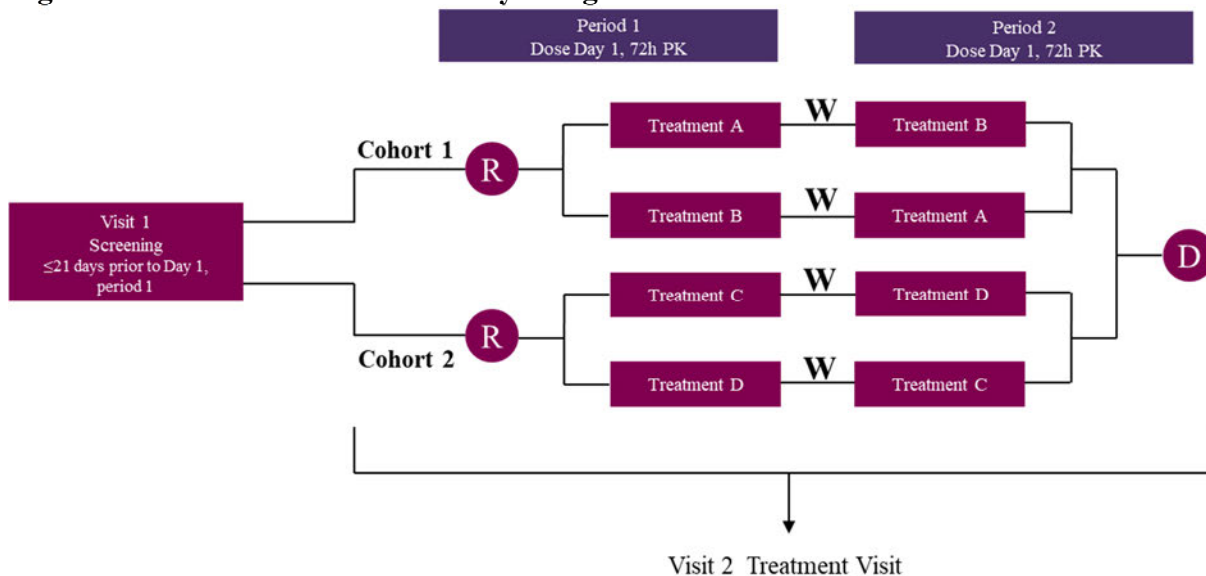 Period 1
Dose Day 1, 72h PK
Period 2
Dose Day 1, 72h PK
Treatment A
W
Treatment B
Cohort 1
R
Treatment B
W
Treatment A
Visit 1
Screening
≤21 days prior to Day 1,
period 1
D
Treatment C
W
Treatment D
R
Cohort 2
Treatment D
W
Treatment C
Visit 2 Treatment Visit